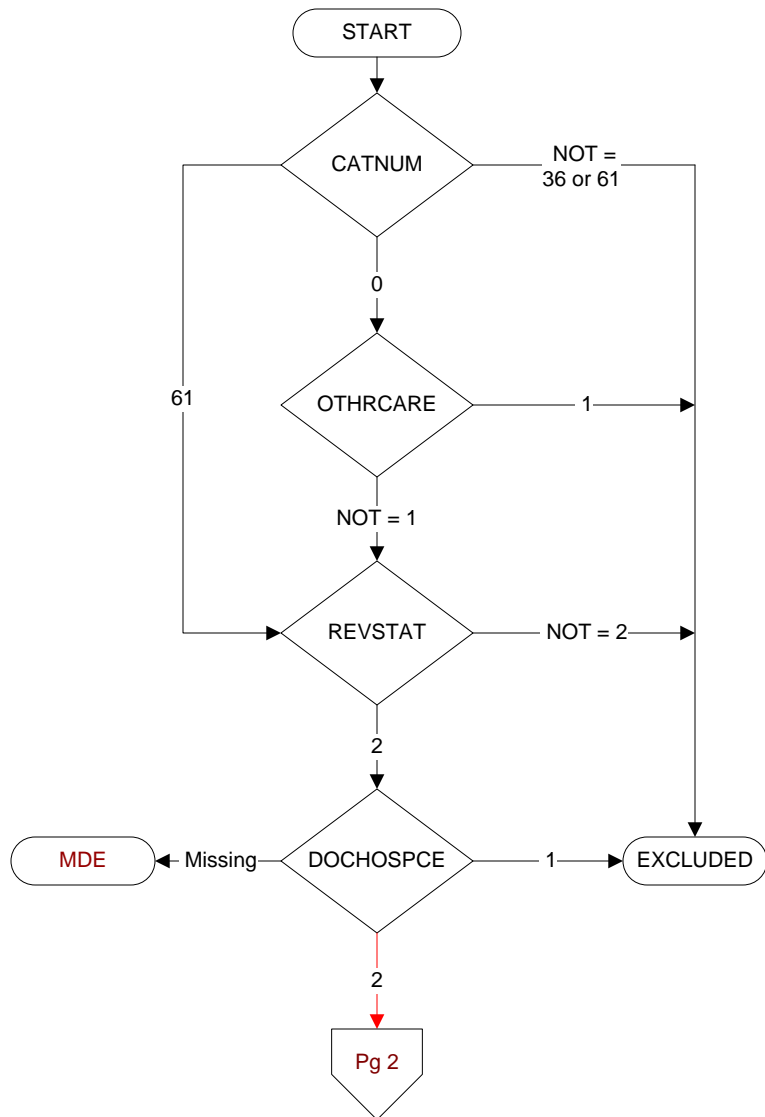 START
CATNUM
NOT =
36 or 61
0
61
OTHRCARE
1
NOT = 1
REVSTAT
NOT = 2
2
MDE
Missing
DOCHOSPCE
1
EXCLUDED
2
Pg 2